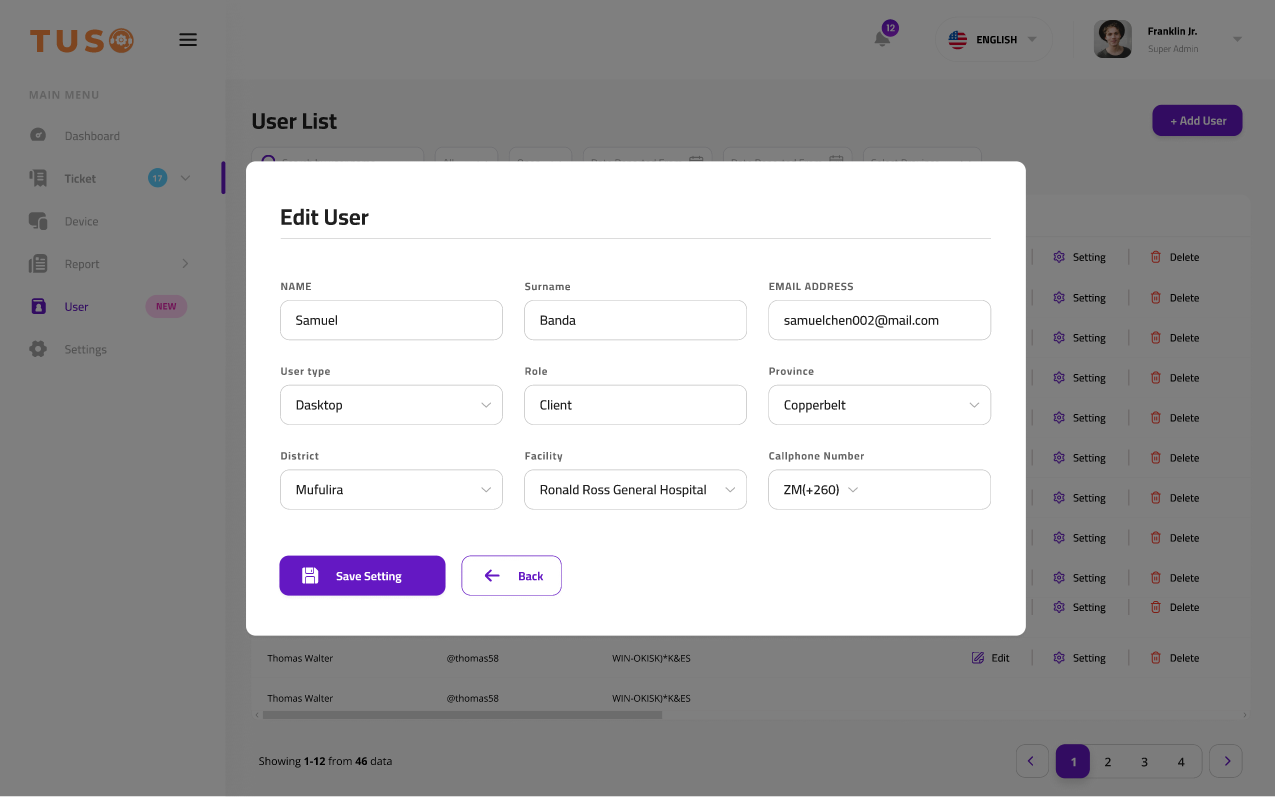 TUSO
12
ENGLISH
Franklin Jr.
Super Admin
MAIN MENU
Dashboard
Ticket 17
Device
Report
User NEW
Settings
User List
+ Add User
Edit User
NAME Surname EMAIL ADDRESS
Samuel Banda samuelchen002@mail.com
User type Role Province
Dasktop Client Copperbelt
District Facility Callphone Number
Mufulira Ronald Ross General Hospital ZM(+260)
Save Setting Back
Setting Delete
Setting Delete
Setting Delete
Setting Delete
Setting Delete
Setting Delete
Setting Delete
Setting Delete
Setting Delete
Setting Delete
Thomas Walter @thomas58 WIN-OKISK)*K&ES Edit Setting Delete
Thomas Walter @thomas58 WIN-OKISK)*K&ES
Showing 1-12 from 46 data
1 2 3 4